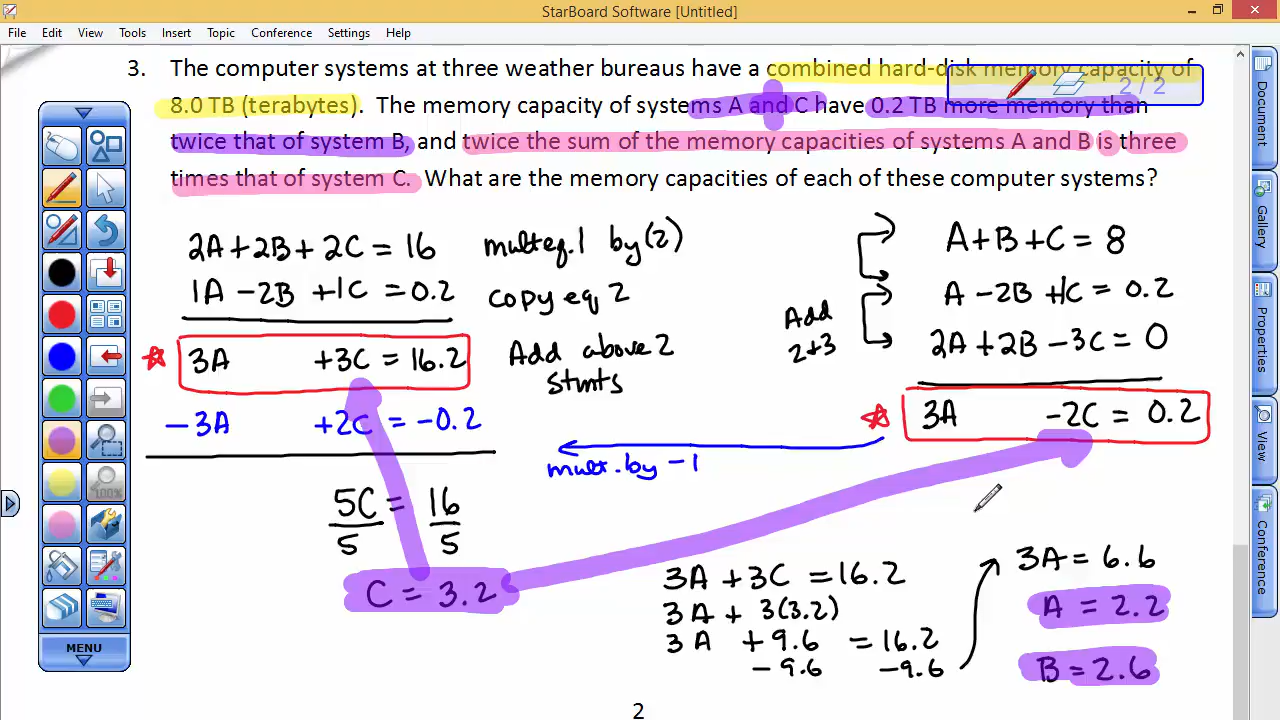 StarBoard Software [Untitled]
File Edit View Tools Insert Topic Conference Settings Help
3. The computer systems at three weather bureaus have a combined hard-disk memory capacity of
8.0 TB (terabytes). The memory capacity of systems A and C have 0.2 TB more memory than
twice that of system B, and twice the sum of the memory capacities of systems A and B is three
times that of system C. What are the memory capacities of each of these computer systems?
2 / 2
2A + 2B + 2C = 16 mult eq. 1 by (2)
1A - 2B + 1C = 0.2 copy eq 2
3A + 3C = 16.2 Add above 2
stmts
- 3A + 2C = -0.2
mult. by -1
5C = 16
5 5
C = 3.2
A + B + C = 8
A - 2B + 1C = 0.2
Add
2+3
2A + 2B - 3C = 0
3A - 2C = 0.2
3A + 3C = 16.2
3A + 3(3.2)
3A + 9.6 = 16.2
- 9.6 - 9.6
3A = 6.6
A = 2.2
B = 2.6
MENU
2
Document
Gallery
Properties
View
Conference
100%